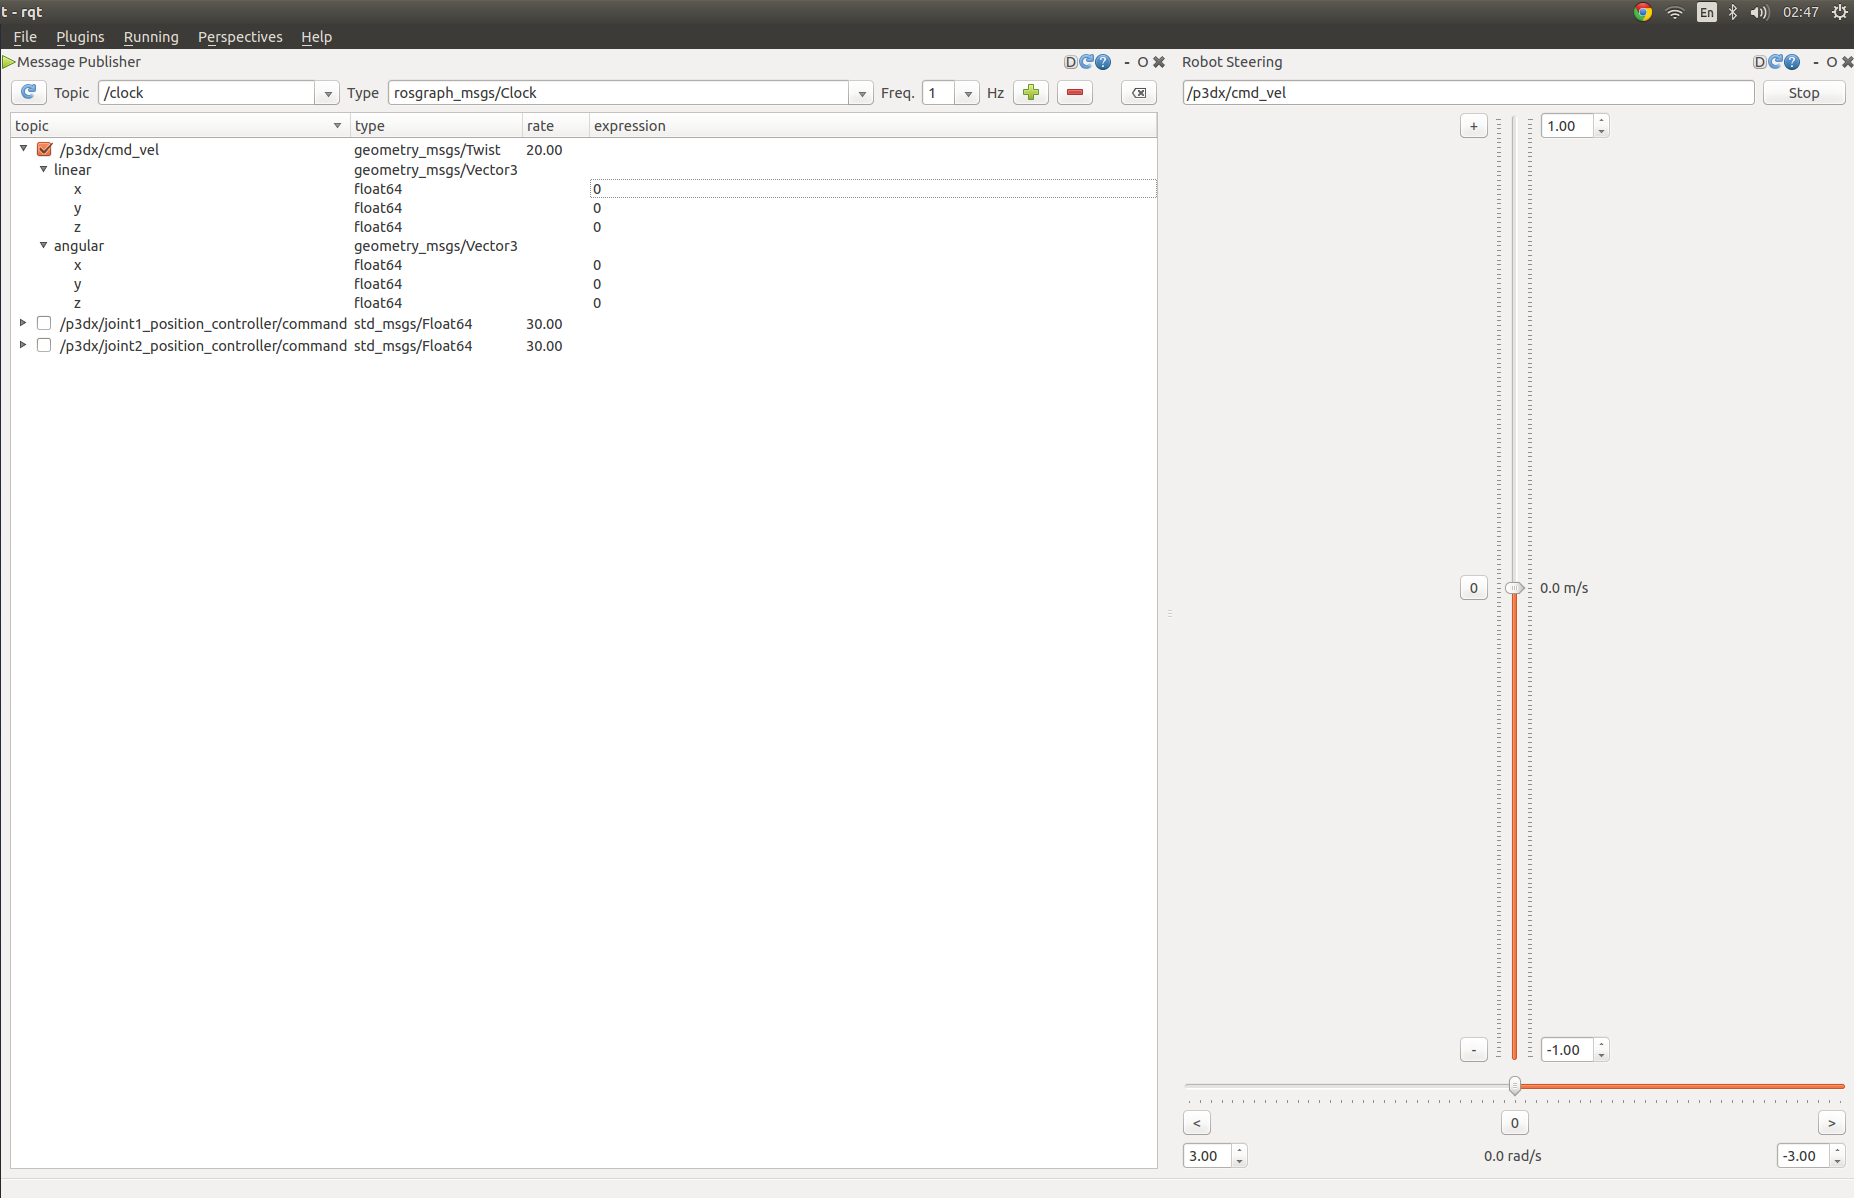 t - rqt
En
02:47
File Plugins Running Perspectives Help
Message Publisher
D ? - O
Topic /clock Type rosgraph_msgs/Clock Freq. 1 Hz
topic type rate expression
/p3dx/cmd_vel geometry_msgs/Twist 20.00
linear geometry_msgs/Vector3
x float64 0
y float64 0
z float64 0
angular geometry_msgs/Vector3
x float64 0
y float64 0
z float64 0
/p3dx/joint1_position_controller/command std_msgs/Float64 30.00
/p3dx/joint2_position_controller/command std_msgs/Float64 30.00
Robot Steering
D ? - O
/p3dx/cmd_vel Stop
+ 1.00
0 0.0 m/s
- -1.00
< 0 >
3.00 0.0 rad/s -3.00